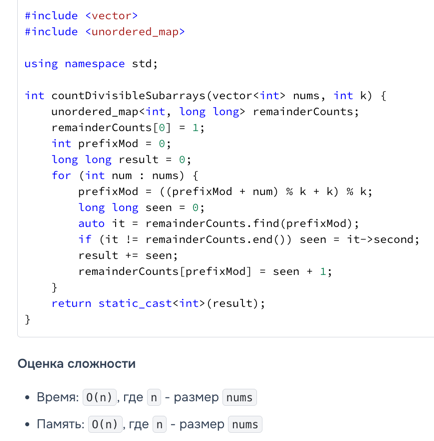 #include <vector>
#include <unordered_map>
using namespace std;
int countDivisibleSubarrays(vector<int> nums, int k) {
    unordered_map<int, long long> remainderCounts;
    remainderCounts[0] = 1;
    int prefixMod = 0;
    long long result = 0;
    for (int num : nums) {
        prefixMod = ((prefixMod + num) % k + k) % k;
        long long seen = 0;
        auto it = remainderCounts.find(prefixMod);
        if (it != remainderCounts.end()) seen = it->second;
        result += seen;
        remainderCounts[prefixMod] = seen + 1;
    }
    return static_cast<int>(result);
}
Оценка сложности
• Время: O(n), где n - размер nums
• Память: O(n), где n - размер nums